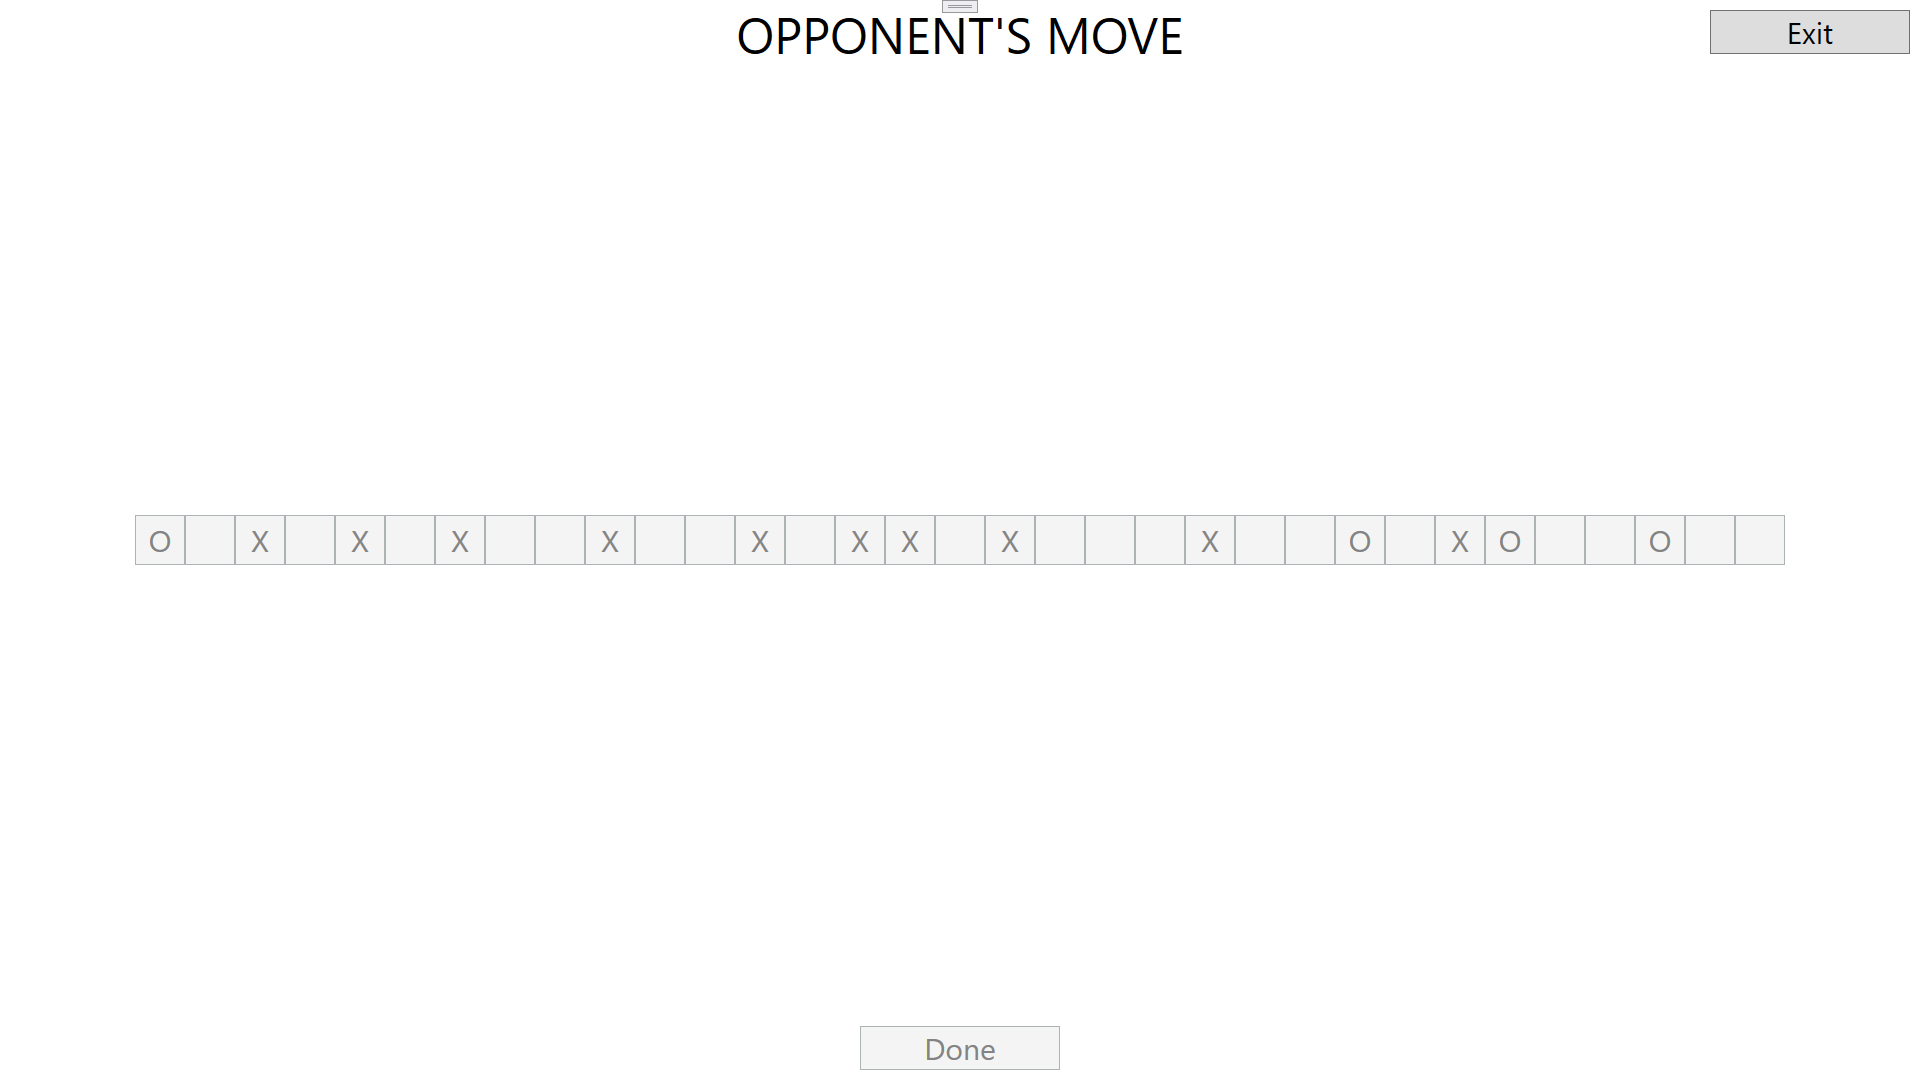 OPPONENT'S MOVE
Exit
O X X X X X X X X X O X O O
Done